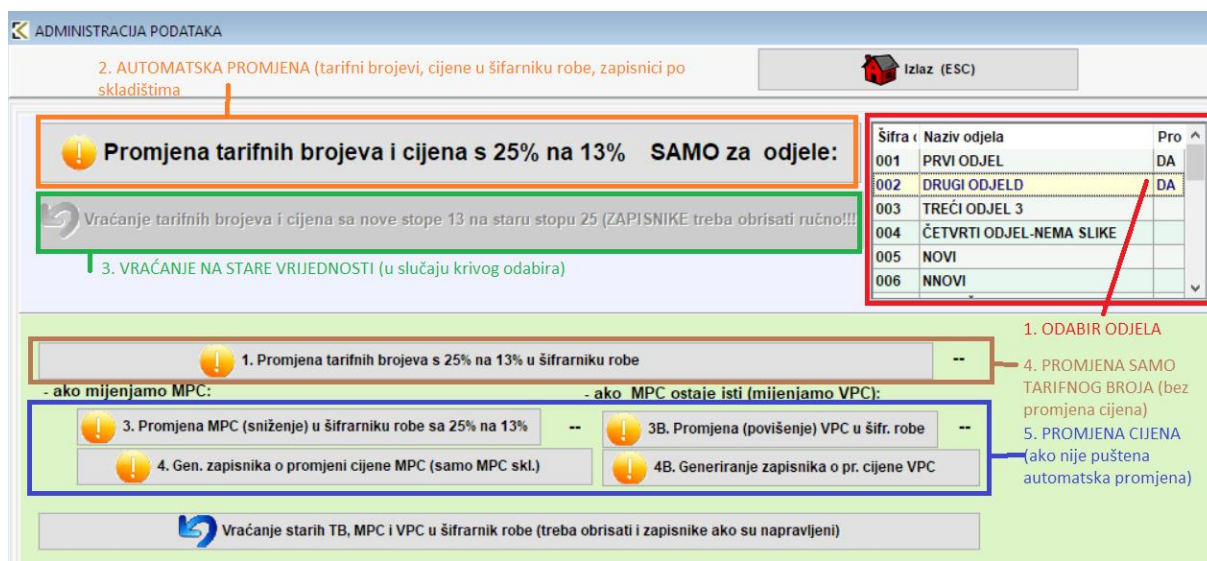 ADMINISTRACIJA PODATAKA
2. AUTOMATSKA PROMJENA (tarifni brojevi, cijene u šifarniku robe, zapisnici po
skladištima
Izlaz (ESC)
Promjena tarifnih brojeva i cijena s 25% na 13% SAMO za odjele:
Vraćanje tarifnih brojeva i cijena sa nove stope 13 na staru stopu 25 (ZAPISNIKE treba obrisati ručno!!!
3. VRAĆANJE NA STARE VRIJEDNOSTI (u slučaju krivog odabira)
Šifra Naziv odjela Pro
001 PRVI ODJEL DA
002 DRUGI ODJELD DA
003 TREĆI ODJEL 3
004 ČETVRTI ODJEL-NEMA SLIKE
005 NOVI
006 NNOVI
1. ODABIR ODJELA
1. Promjena tarifnih brojeva s 25% na 13% u šifrarniku robe --
4. PROMJENA SAMO
TARIFNOG BROJA (bez
promjena cijena)
- ako mijenjamo MPC:
- ako MPC ostaje isti (mijenjamo VPC):
3. Promjena MPC (sniženje) u šifrarniku robe sa 25% na 13% --
3B. Promjena (povišenje) VPC u šifr. robe --
4. Gen. zapisnika o promjeni cijene MPC (samo MPC skl.)
4B. Generiranje zapisnika o pr. cijene VPC
5. PROMJENA CIJENA
(ako nije puštena
automatska promjena)
Vraćanje starih TB, MPC i VPC u šifrarnik robe (treba obrisati i zapisnike ako su napravljeni)